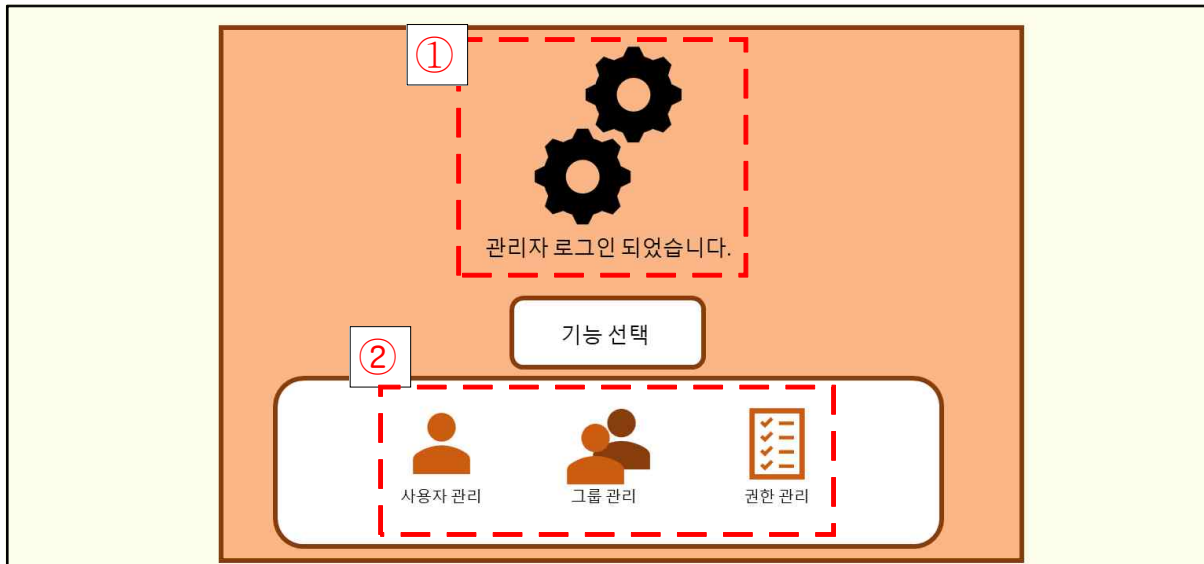 ①
관리자 로그인 되었습니다.
기능 선택
②
사용자 관리
그룹 관리
권한 관리